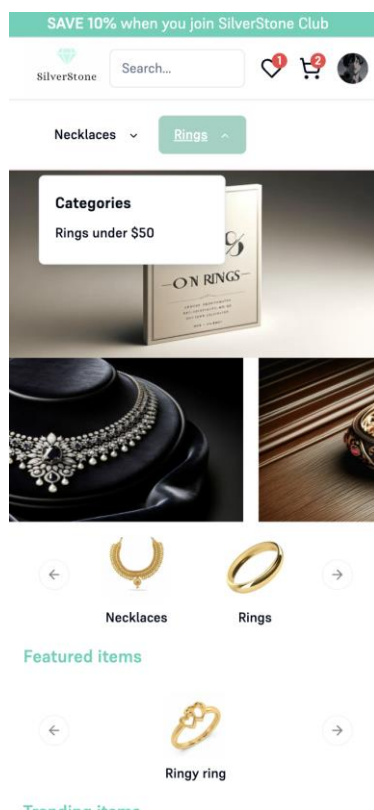 SAVE 10% when you join SilverStone Club
SilverStone
Search...
1
2
Necklaces
Rings
Categories
Rings under $50
%
ON RINGS
Necklaces
Rings
Featured items
Ringy ring
Trending items